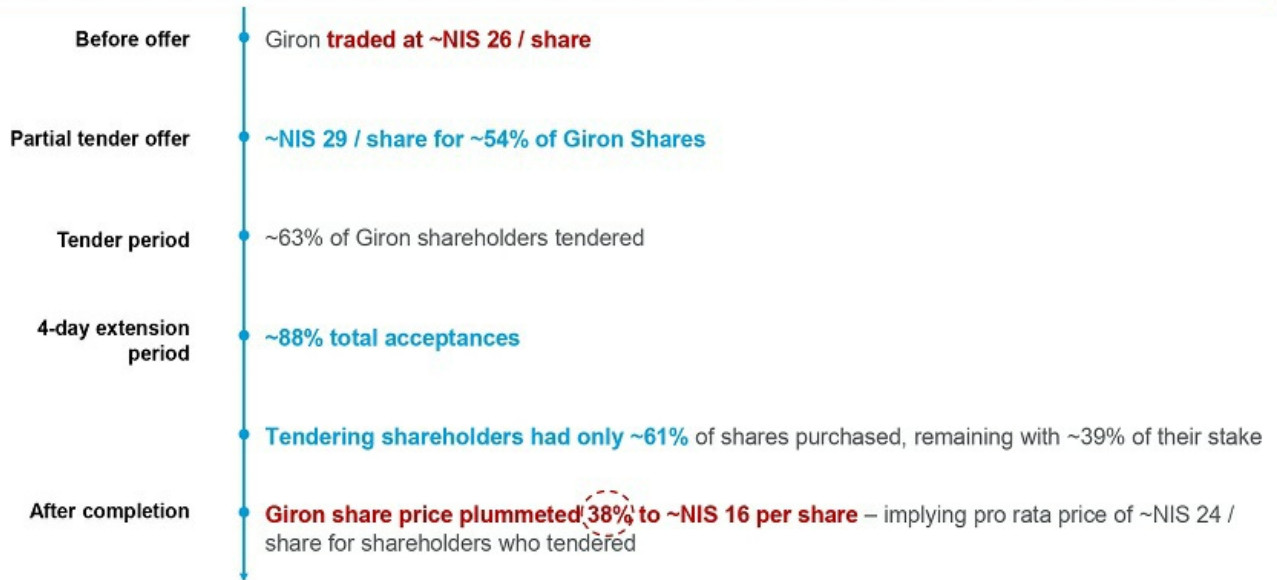 Before offer
Giron traded at ~NIS 26 / share
Partial tender offer
~NIS 29 / share for ~54% of Giron Shares
Tender period
~63% of Giron shareholders tendered
4-day extension
period
~88% total acceptances
Tendering shareholders had only ~61% of shares purchased, remaining with ~39% of their stake
After completion
Giron share price plummeted 38% to ~NIS 16 per share – implying pro rata price of ~NIS 24 /
share for shareholders who tendered